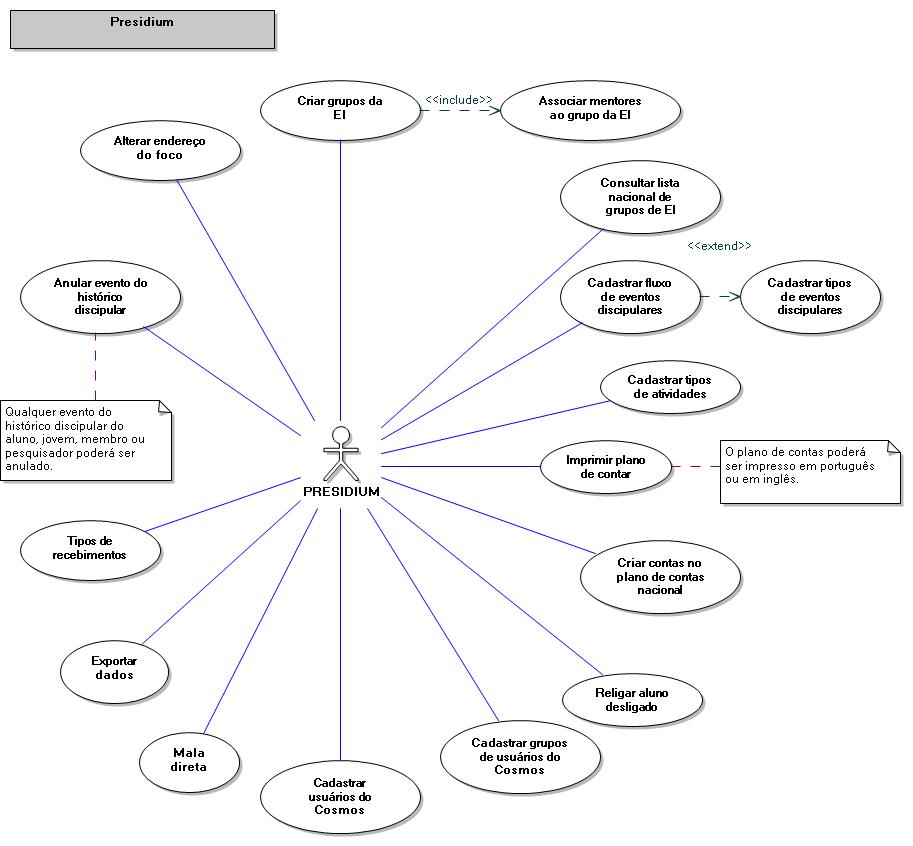 Presidium
Criar grupos da
EI
<<include>>
Associar mentores
ao grupo da EI
Alterar endereço
do foco
Consultar lista
nacional de
grupos de EI
<<extend>>
Anular evento do
histórico
discipular
Cadastrar fluxo
de eventos
discipulares
Cadastrar tipos
de eventos
discipulares
Cadastrar tipos
de atividades
Qualquer evento do
histórico discipular do
aluno, jovem, membro ou
pesquisador poderá ser
anulado.
Imprimir plano
de contar
O plano de contas poderá
ser impresso em português
ou em inglês.
PRESIDIUM
Tipos de
recebimentos
Criar contas no
plano de contas
nacional
Exportar
dados
Religar aluno
desligado
Mala
direta
Cadastrar grupos
de usuários do
Cosmos
Cadastrar
usuários do
Cosmos